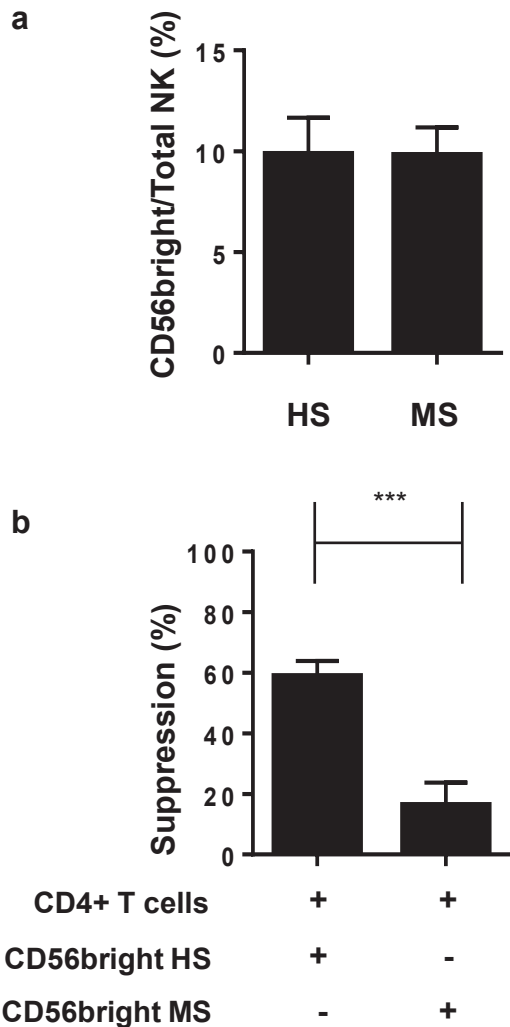 a
CD56bright/Total NK (%)
15
10
5
0
HS MS
b
***
Suppression (%)
100
80
60
40
20
0
CD4+ T cells + +
CD56bright HS + -
CD56bright MS - +